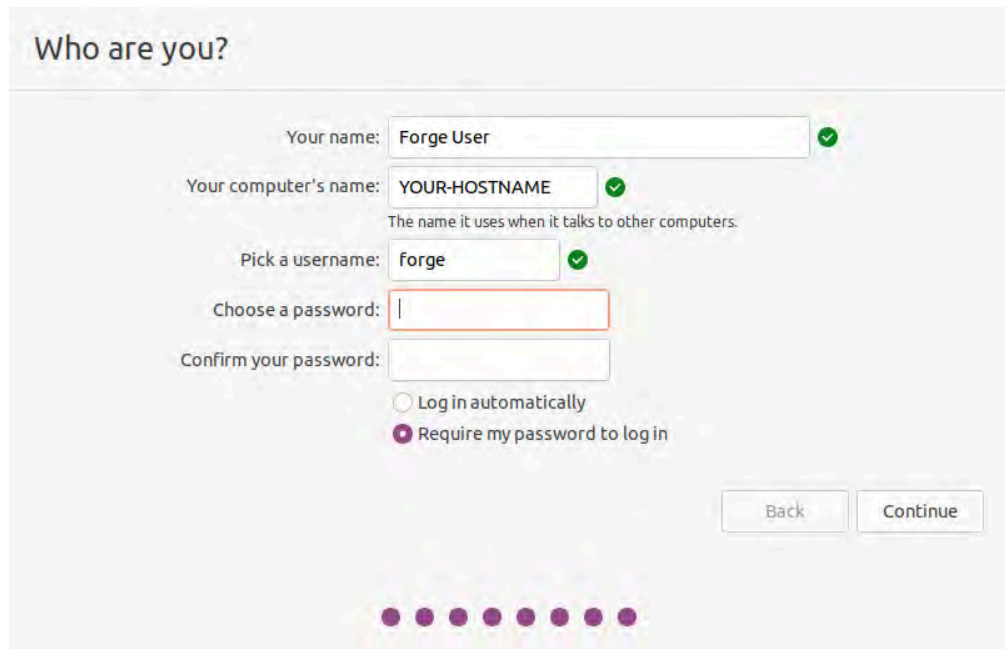 Who are you?
Your name: Forge User
Your computer's name: YOUR-HOSTNAME
The name it uses when it talks to other computers.
Pick a username: forge
Choose a password:
Confirm your password:
Log in automatically
Require my password to log in
Back Continue